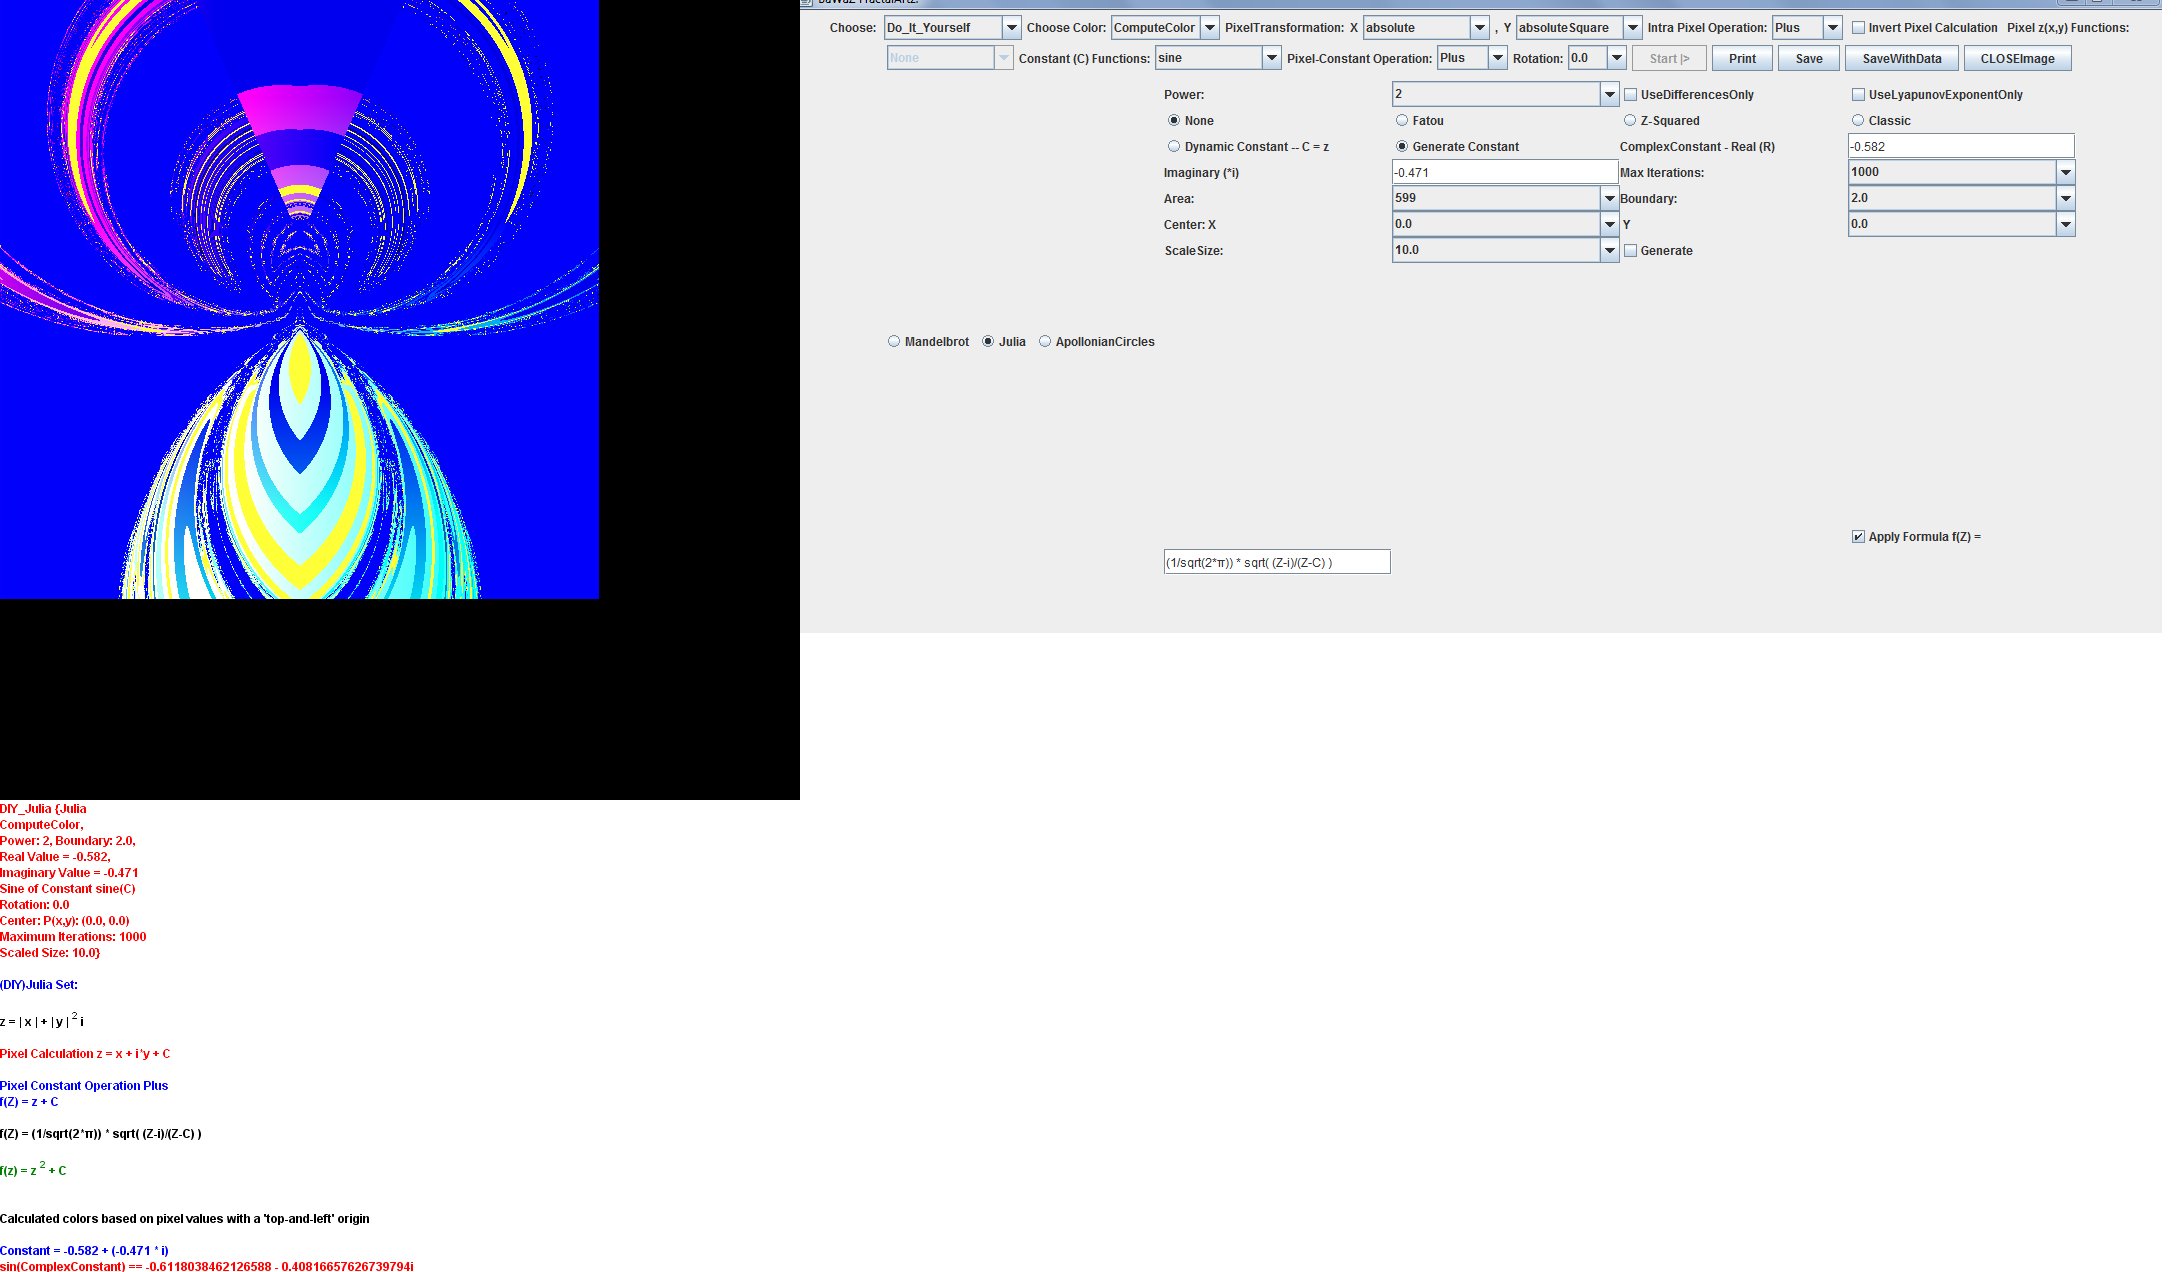 Choose: Do_It_Yourself Choose Color: ComputeColor PixelTransformation: X absolute , Y absoluteSquare Intra Pixel Operation: Plus Invert Pixel Calculation Pixel z(x,y) Functions:
None Constant (C) Functions: sine Pixel-Constant Operation: Plus Rotation: 0.0 Start |> Print Save SaveWithData CLOSEImage
Power: 2 UseDifferencesOnly UseLyapunovExponentOnly
None Fatou Z-Squared Classic
Dynamic Constant -- C = z Generate Constant ComplexConstant - Real (R) -0.582
Imaginary (*i) -0.471 Max Iterations: 1000
Area: 599 Boundary: 2.0
Center: X 0.0 Y 0.0
ScaleSize: 10.0 Generate
Mandelbrot Julia ApollonianCircles
Apply Formula f(Z) =
(1/sqrt(2*π)) * sqrt( (Z-i)/(Z-C) )
DIY_Julia {Julia
ComputeColor,
Power: 2, Boundary: 2.0,
Real Value = -0.582,
Imaginary Value = -0.471
Sine of Constant sine(C)
Rotation: 0.0
Center: P(x,y): (0.0, 0.0)
Maximum Iterations: 1000
Scaled Size: 10.0}
(DIY)Julia Set:
z = | x | + | y | 2 i
Pixel Calculation z = x + i*y + C
Pixel Constant Operation Plus
f(Z) = z + C
f(Z) = (1/sqrt(2*π)) * sqrt( (Z-i)/(Z-C) )
f(z) = z 2 + C
Calculated colors based on pixel values with a 'top-and-left' origin
Constant = -0.582 + (-0.471 * i)
sin(ComplexConstant) == -0.6118038462126588 - 0.40816657626739794i